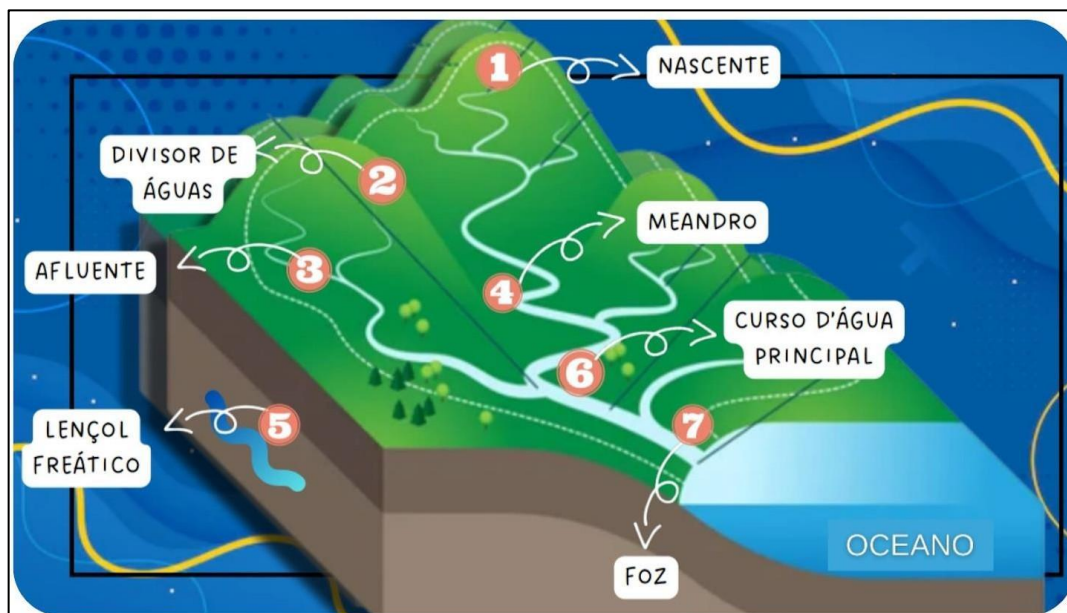 1
NASCENTE
DIVISOR DE
ÁGUAS
2
MEANDRO
AFLUENTE
3
4
CURSO D'ÁGUA
PRINCIPAL
6
LENÇOL
FREÁTICO
5
7
OCEANO
FOZ